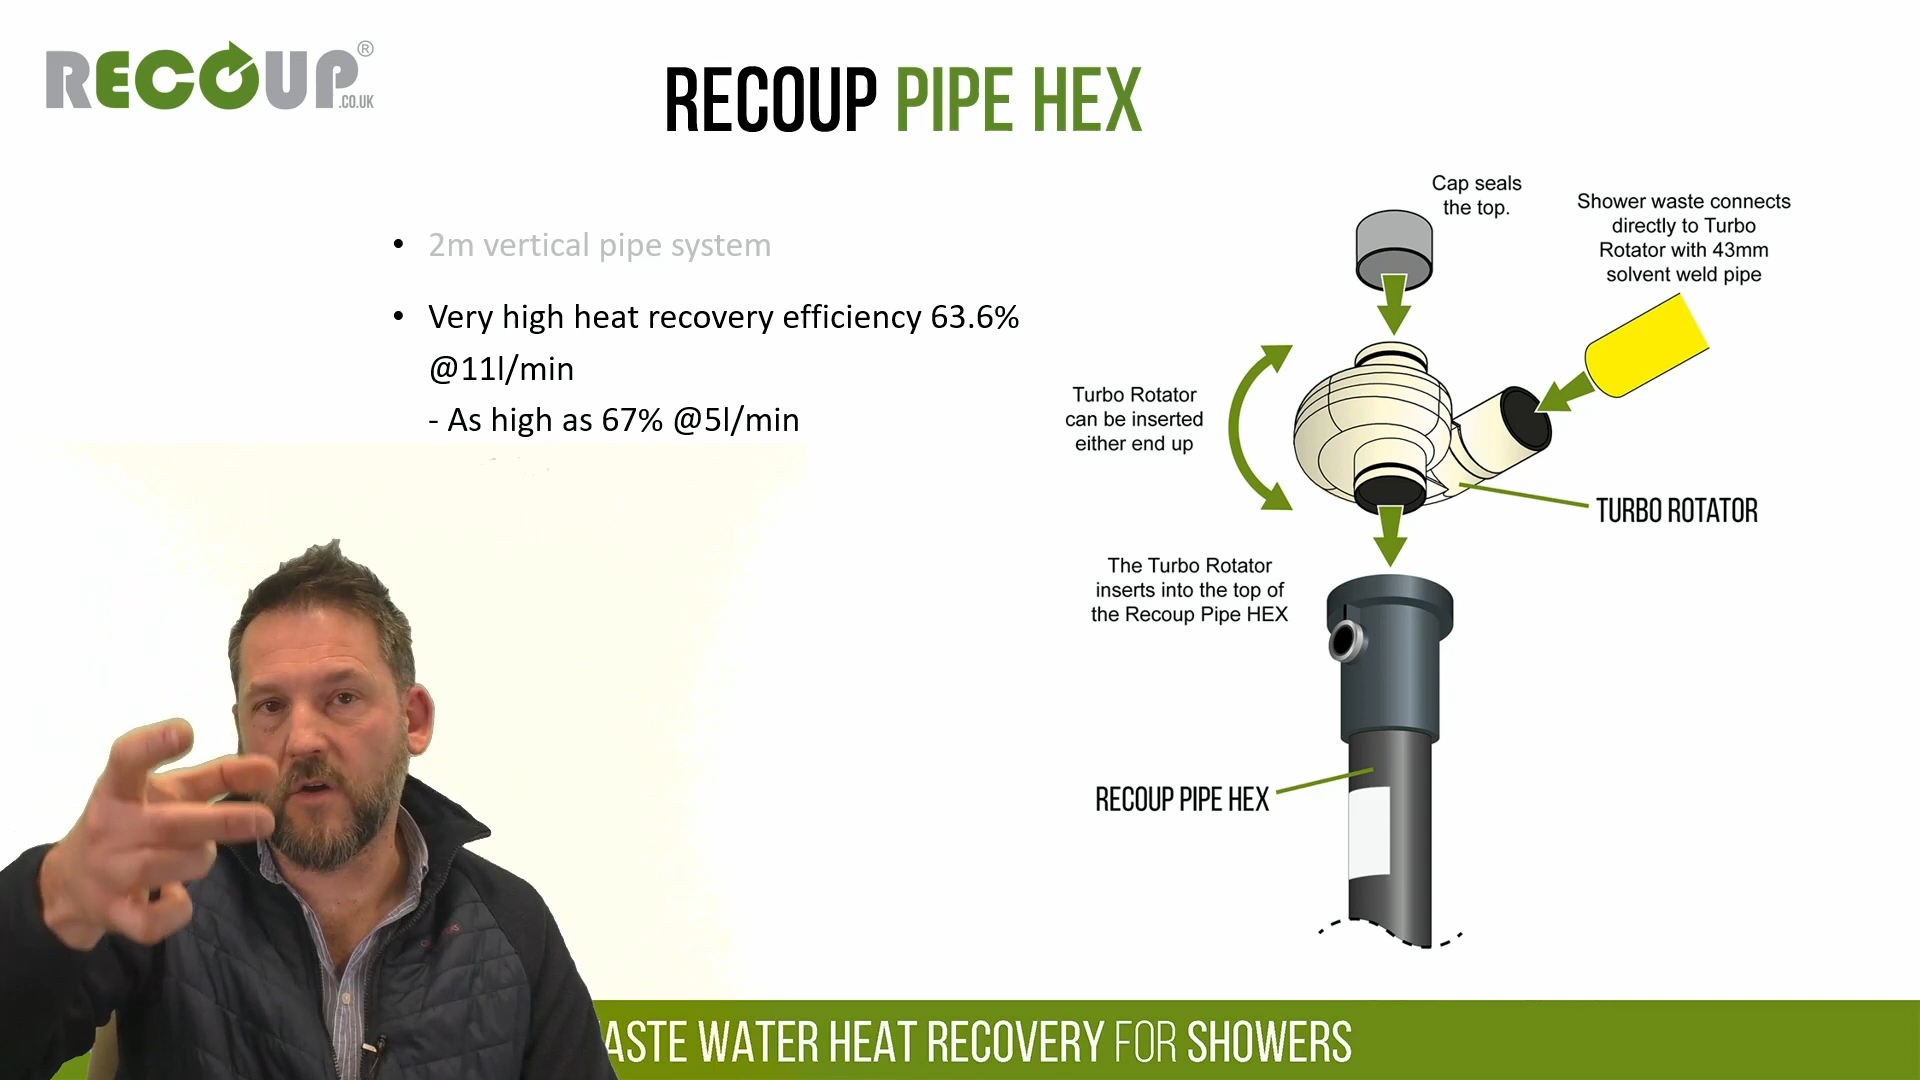 RECOUP®
.CO.UK
RECOUP PIPE HEX
• 2m vertical pipe system
• Very high heat recovery efficiency 63.6%
@11l/min
- As high as 67% @5l/min
Cap seals
the top.
Shower waste connects
directly to Turbo
Rotator with 43mm
solvent weld pipe
Turbo Rotator
can be inserted
either end up
TURBO ROTATOR
The Turbo Rotator
inserts into the top of
the Recoup Pipe HEX
RECOUP PIPE HEX
ASTE WATER HEAT RECOVERY FOR SHOWERS